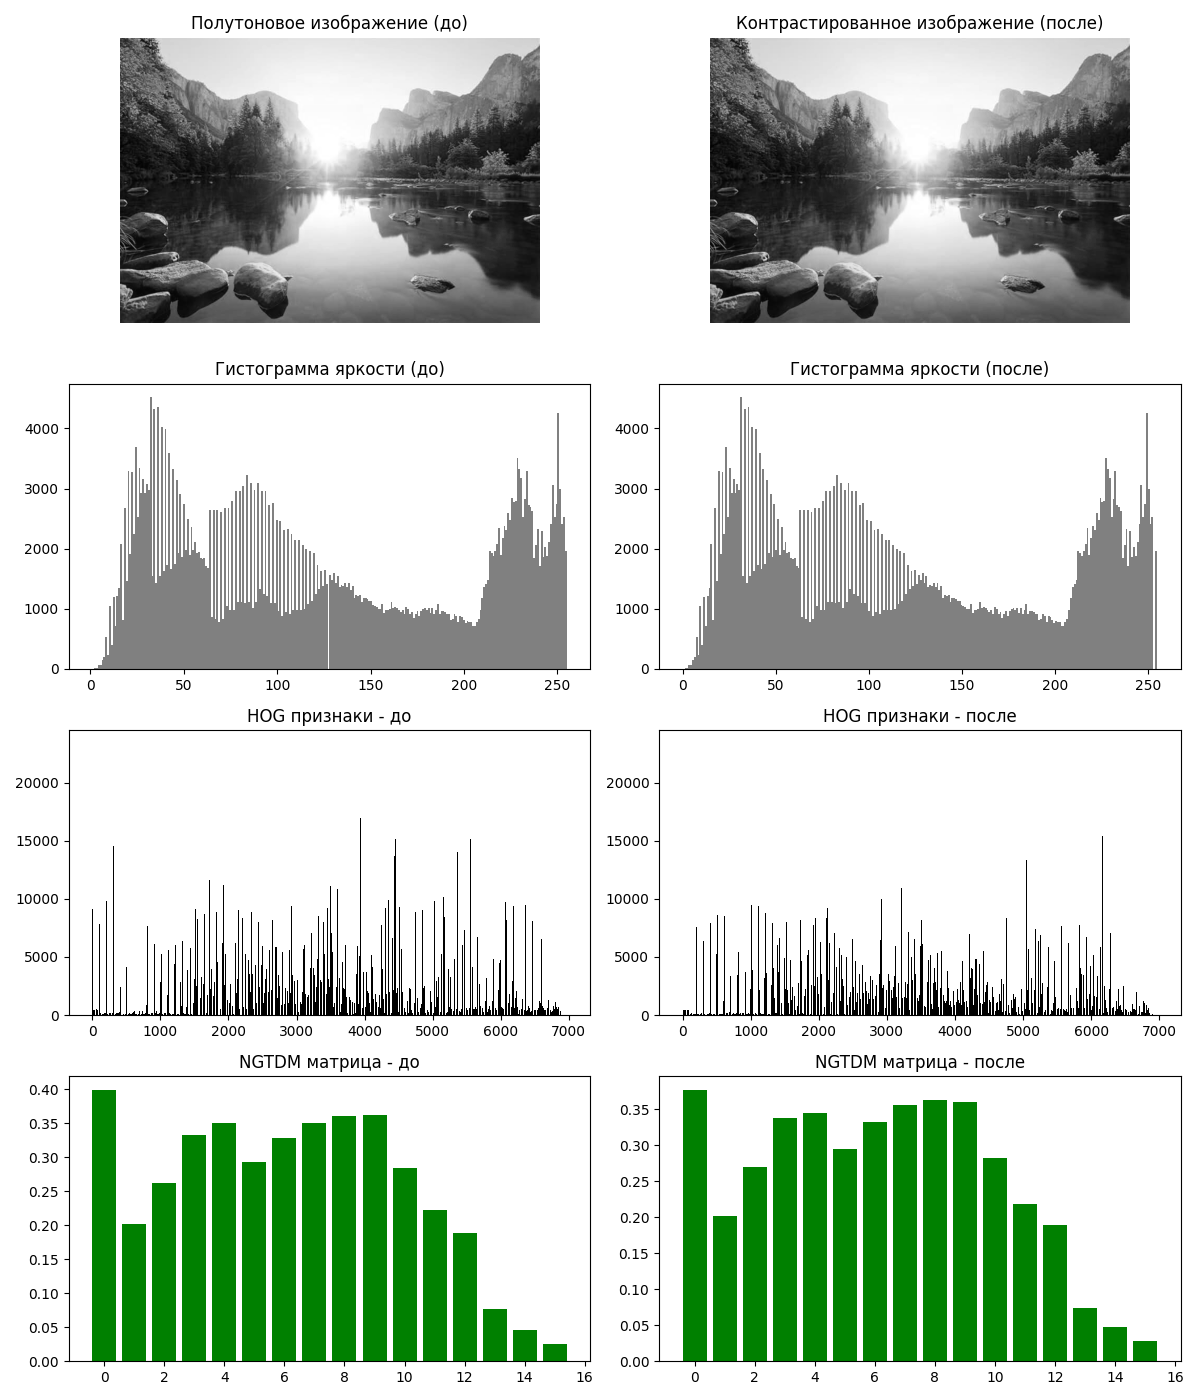 Полутоновое изображение (до)
Контрастированное изображение (после)
Гистограмма яркости (до)
Гистограмма яркости (после)
4000
3000
2000
1000
0
0 50 100 150 200 250
4000
3000
2000
1000
0
0 50 100 150 200 250
HOG признаки - до
HOG признаки - после
20000
15000
10000
5000
0
0 1000 2000 3000 4000 5000 6000 7000
20000
15000
10000
5000
0
0 1000 2000 3000 4000 5000 6000 7000
NGTDM матрица - до
NGTDM матрица - после
0.40
0.35
0.30
0.25
0.20
0.15
0.10
0.05
0.00
0 2 4 6 8 10 12 14 16
0.35
0.30
0.25
0.20
0.15
0.10
0.05
0.00
0 2 4 6 8 10 12 14 16